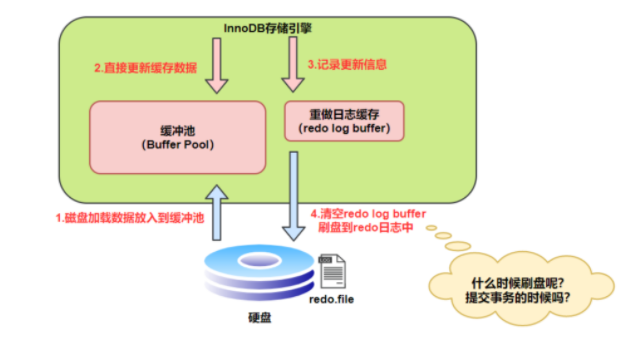 InnoDB存储引擎
2.直接更新缓存数据
3.记录更新信息
缓冲池
(Buffer Pool)
重做日志缓存
(redo log buffer)
1.磁盘加载数据放入到缓冲池
4.清空redo log buffer
刷盘到redo日志中
redo.file
硬盘
什么时候刷盘呢?
提交事务的时候吗?